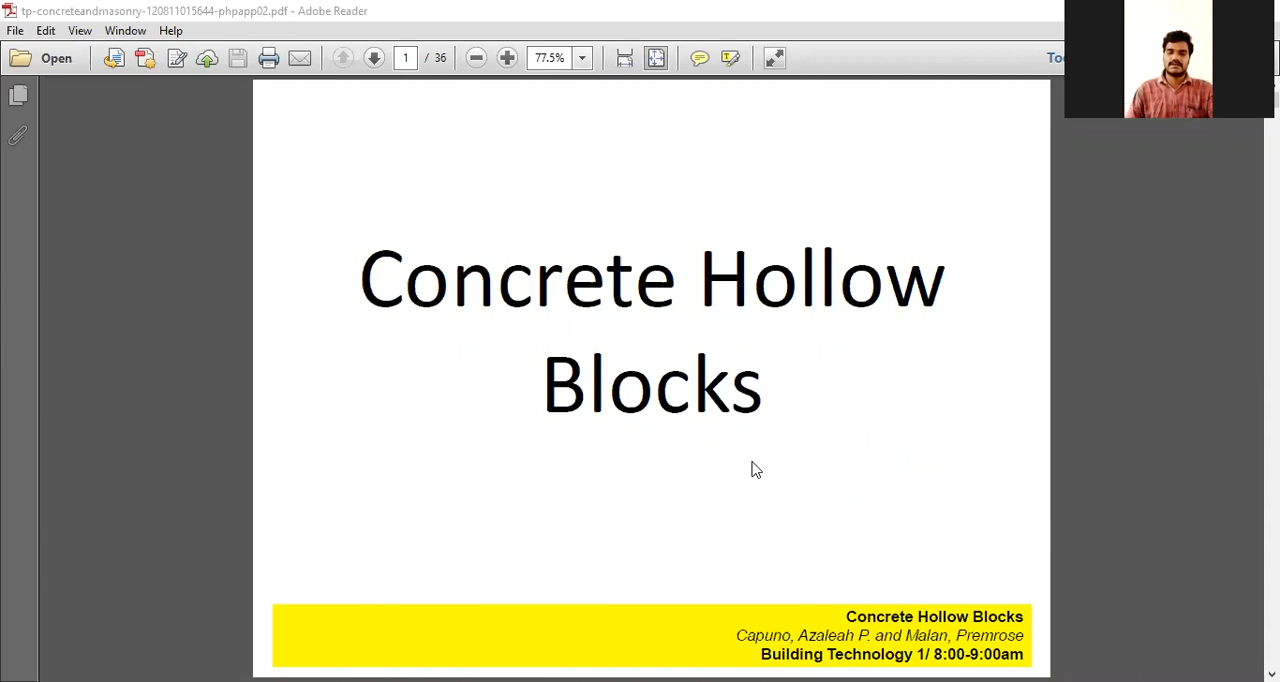 tp-concreteandmasonry-120811015644-phpapp02.pdf - Adobe Reader
File Edit View Window Help
Open 1 / 36 77.5% Too
Concrete Hollow
Blocks
Concrete Hollow Blocks
Capuno, Azaleah P. and Malan, Premrose
Building Technology 1/ 8:00-9:00am